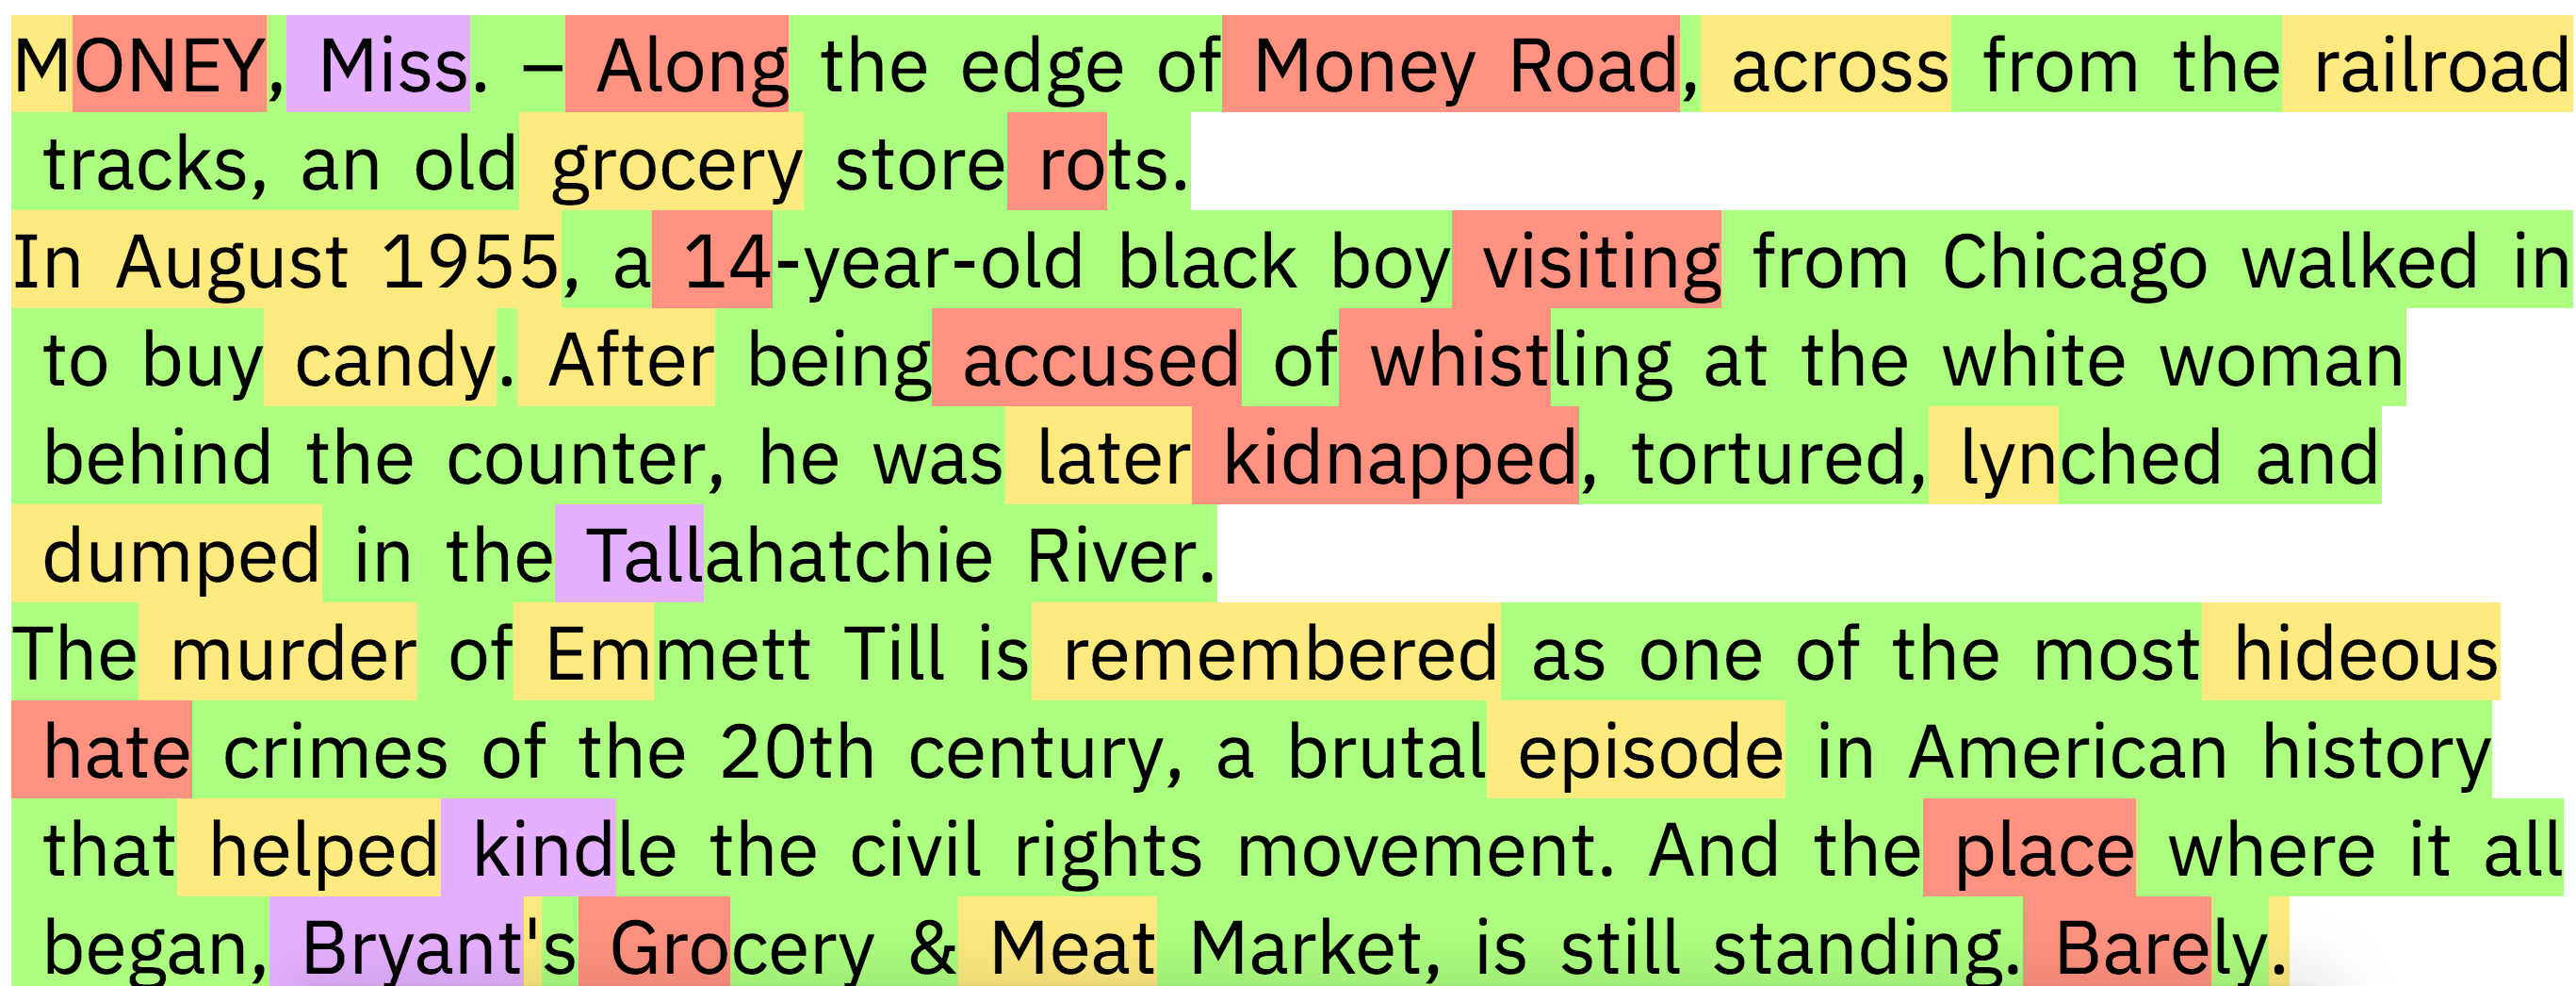 MONEY, Miss. — Along the edge of Money Road, across from the railroad
tracks, an old grocery store rots.
In August 1955, a 14-year-old black boy visiting from Chicago walked in
to buy candy. After being accused of whistling at the white woman
behind the counter, he was later kidnapped, tortured, lynched and
dumped in the Tallahatchie River.
The murder of Emmett Till is remembered as one of the most hideous
hate crimes of the 20th century, a brutal episode in American history
that helped kindle the civil rights movement. And the place where it all
began, Bryant's Grocery & Meat Market, is still standing. Barely.